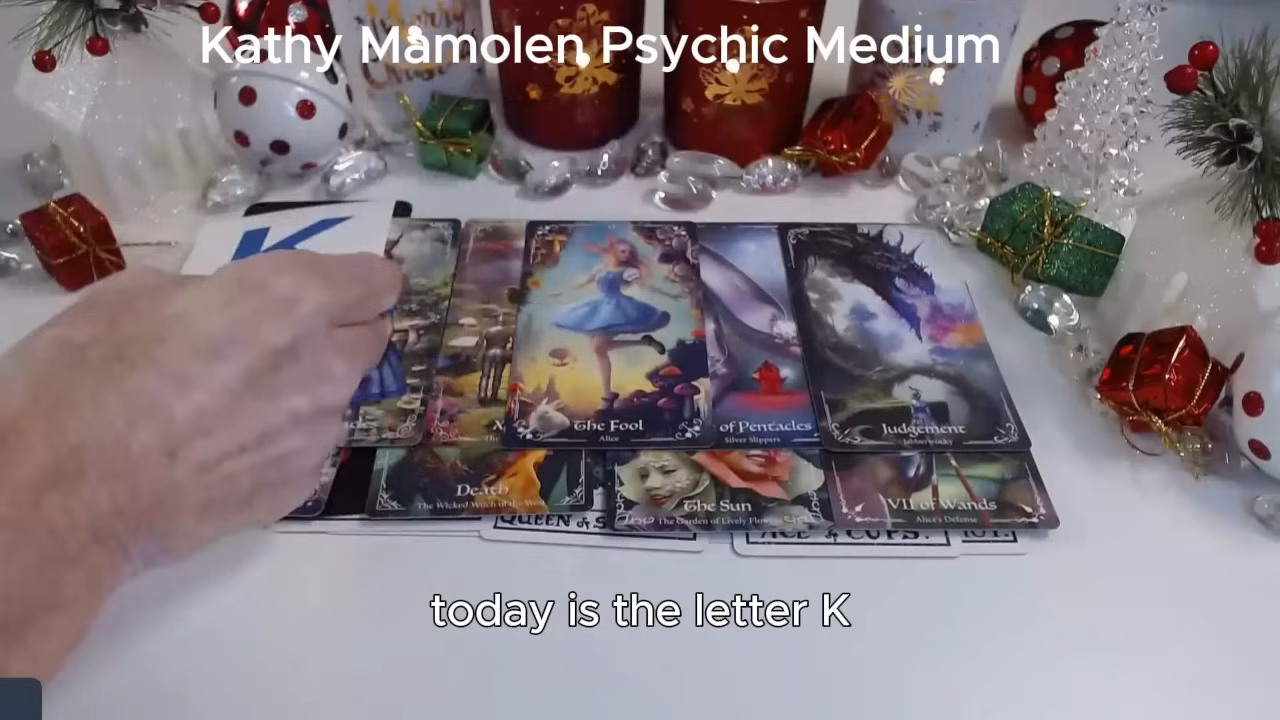 Kathy Mamolen Psychic Medium
Merry
K
The Fool
Alice
of Pentacles
Silver Slippers
Judgement
Jabberwocky
Death
The Wicked Witch of the West
The Sun
The Garden of Lively Flowers
VII of Wands
Alice's Defense
QUEEN of S
ACE of CUPS.
today is the letter K